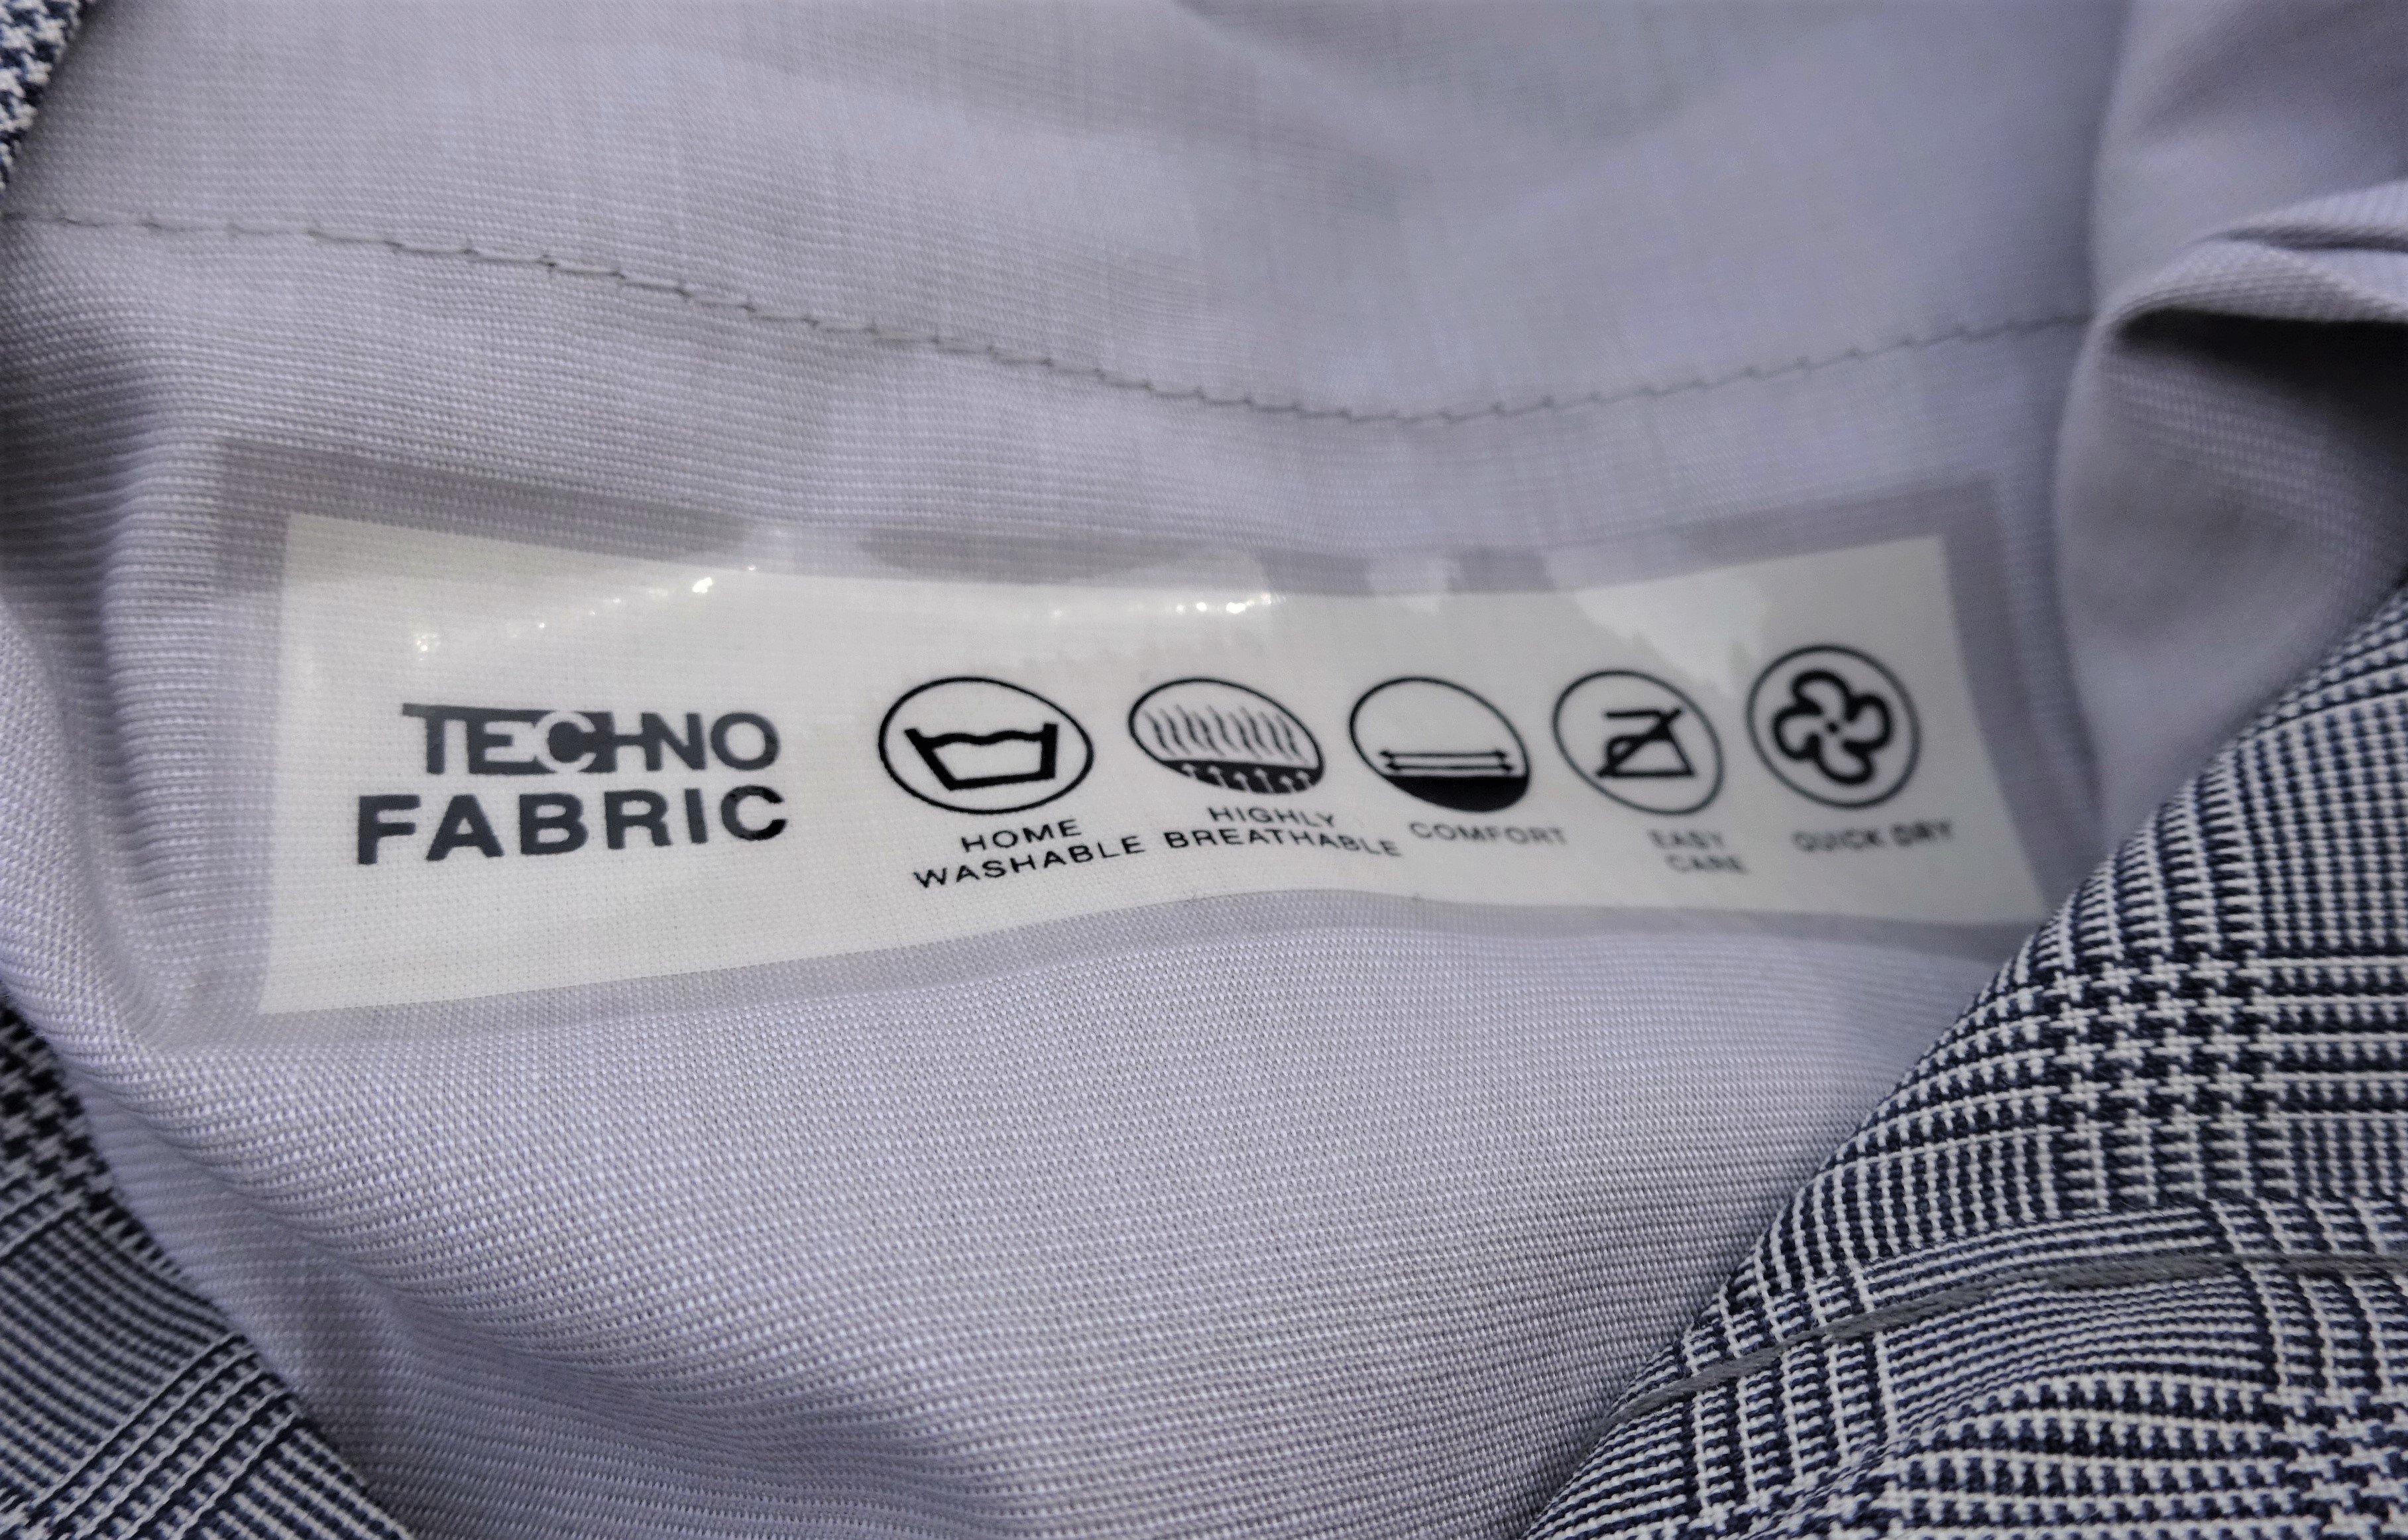 TECHNO
FABRIC
HOME
WASHABLE
HIGHLY
BREATHABLE
COMFORT
EASY
CARE
QUICK DRY